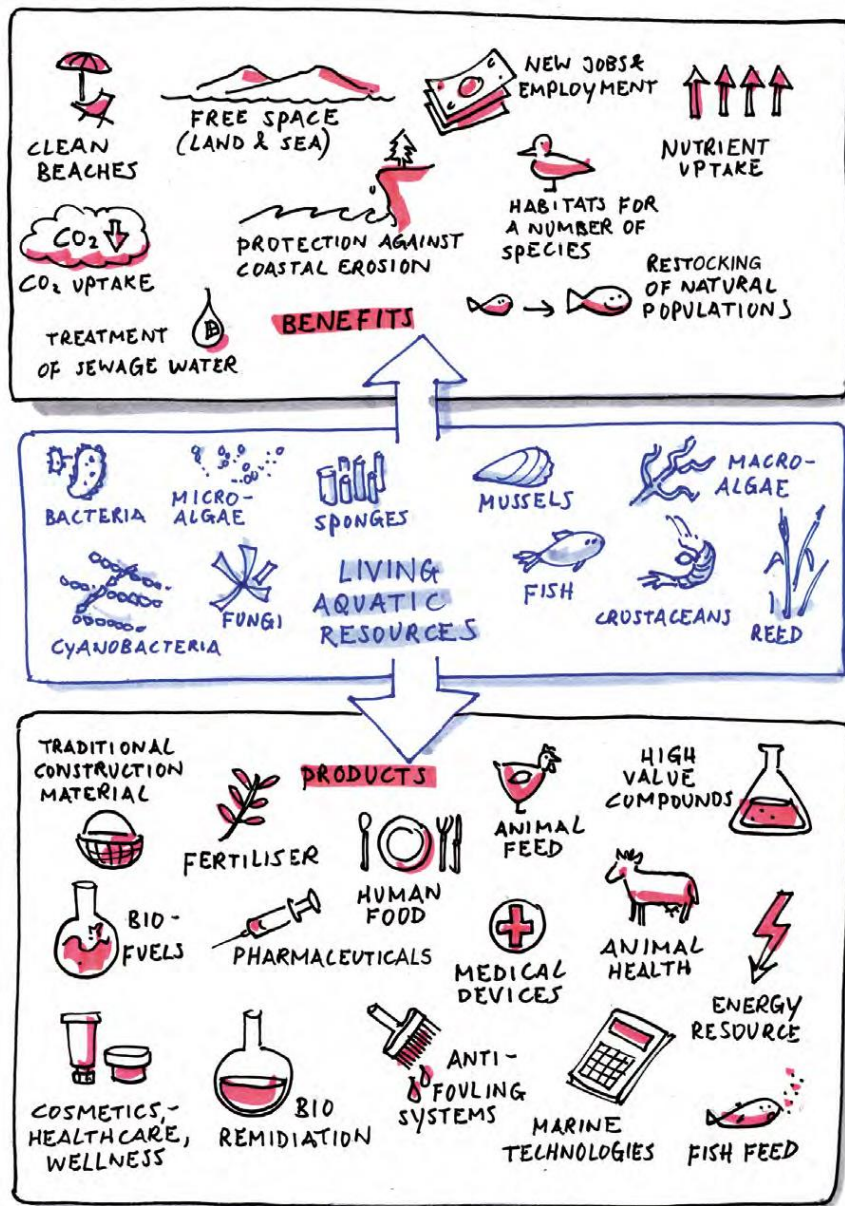 CLEAN
BEACHES
FREE SPACE
(LAND & SEA)
NEW JOBS &
EMPLOYMENT
NUTRIENT
UPTAKE
CO2
CO2 UPTAKE
PROTECTION AGAINST
COASTAL EROSION
HABITATS FOR
A NUMBER OF
SPECIES
RESTOCKING
OF NATURAL
POPULATIONS
TREATMENT
OF SEWAGE WATER
BENEFITS
BACTERIA
MICRO-
ALGAE
SPONGES
MUSSELS
MACRO-
ALGAE
CYANOBACTERIA
FUNGI
LIVING
AQUATIC
RESOURCES
FISH
CRUSTACEANS
REED
TRADITIONAL
CONSTRUCTION
MATERIAL
FERTILISER
PRODUCTS
HUMAN
FOOD
ANIMAL
FEED
HIGH
VALUE
COMPOUNDS
BIO-
FUELS
PHARMACEUTICALS
MEDICAL
DEVICES
ANIMAL
HEALTH
ENERGY
RESOURCE
COSMETICS,-
HEALTHCARE,
WELLNESS
BIO
REMIDIATION
ANTI-
FOULING
SYSTEMS
MARINE
TECHNOLOGIES
FISH FEED